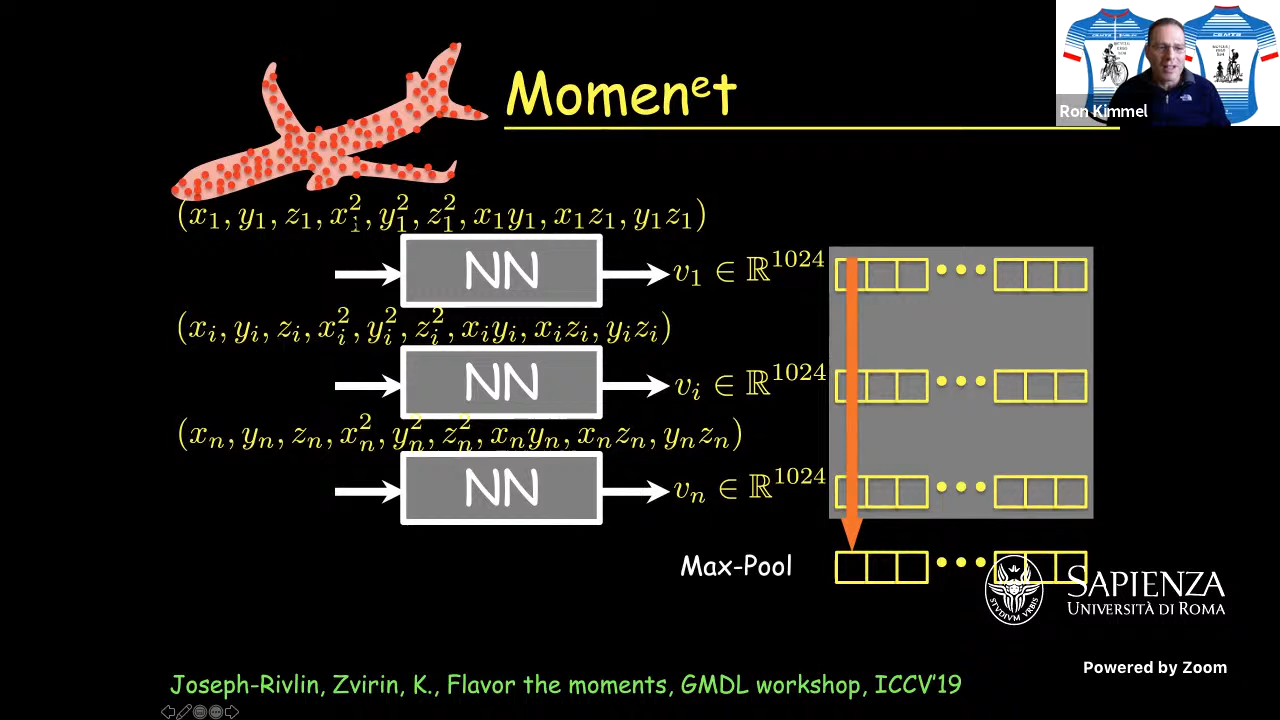 Momenet
Ron Kimmel
(x₁, y₁, z₁, x₁², y₁², z₁², x₁y₁, x₁z₁, y₁z₁)
NN
v₁ ∈ ℝ¹⁰²⁴
(xᵢ, yᵢ, zᵢ, xᵢ², yᵢ², zᵢ², xᵢyᵢ, xᵢzᵢ, yᵢzᵢ)
NN
vᵢ ∈ ℝ¹⁰²⁴
(xₙ, yₙ, zₙ, xₙ², yₙ², zₙ², xₙyₙ, xₙzₙ, yₙzₙ)
NN
vₙ ∈ ℝ¹⁰²⁴
Max-Pool
SAPIENZA
UNIVERSITÀ DI ROMA
STVDIVM VRBIS
Powered by Zoom
Joseph-Rivlin, Zvirin, K., Flavor the moments, GMDL workshop, ICCV'19